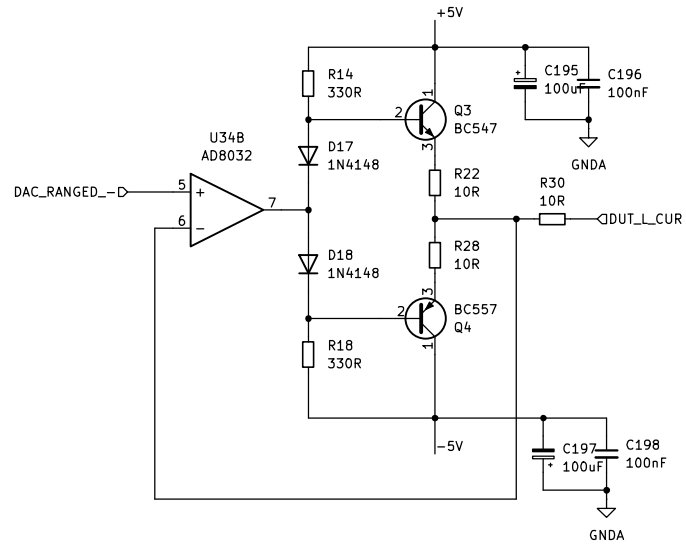 +5V
R14
330R
C195
100uF
C196
100nF
+
1
2
Q3
BC547
3
GNDA
U34B
AD8032
D17
1N4148
DAC_RANGED_-
5
+
6
-
7
R22
10R
R30
10R
DUT_L_CUR
D18
1N4148
R28
10R
3
2
BC557
Q4
1
R18
330R
-5V
C197
100uF
+
C198
100nF
GNDA